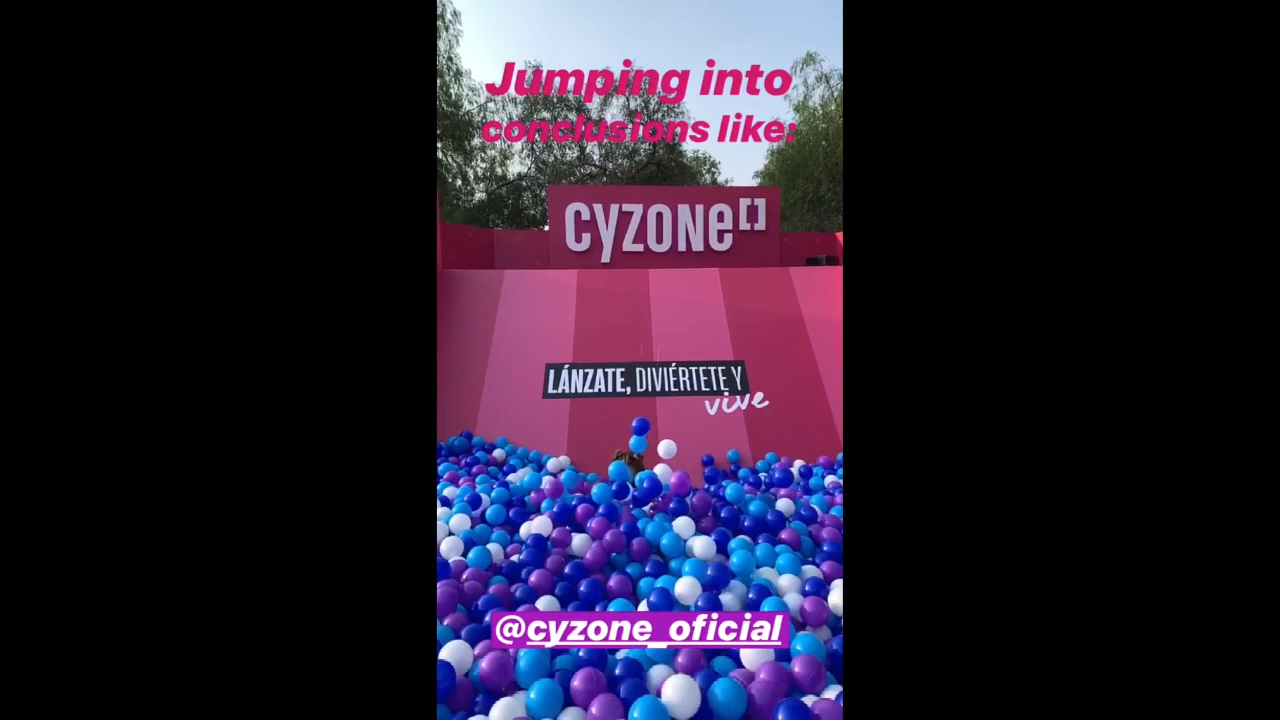 Jumping into
conclusions like:
CYZONE[]
LÁNZATE, DIVIÉRTETE Y
vive
@cyzone_oficial